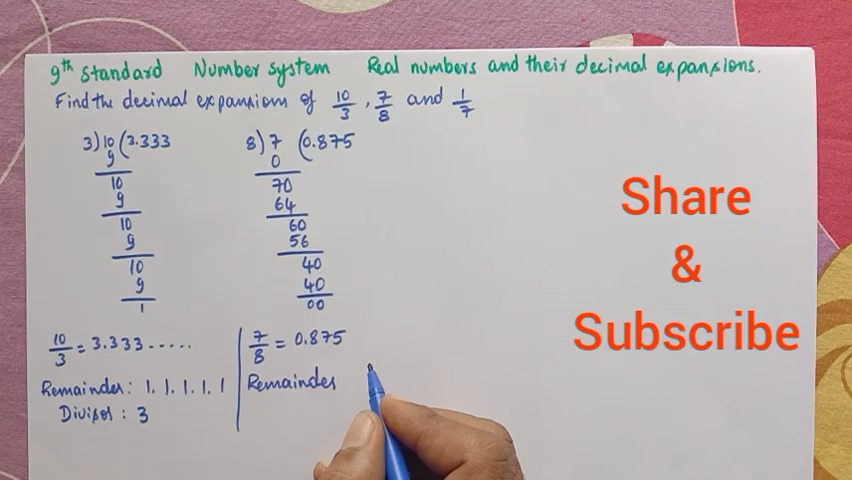 9th Standard Number system Real numbers and their decimal expansions.
Find the decimal expansions of 10/3, 7/8 and 1/7
3)10(3.333
9
10
9
10
9
10
9
1
8)7(0.875
0
70
64
60
56
40
40
00
10/3 = 3.333.....
Remainder: 1. 1. 1. 1. 1
Divisor: 3
7/8 = 0.875
Remainder
Share
&
Subscribe